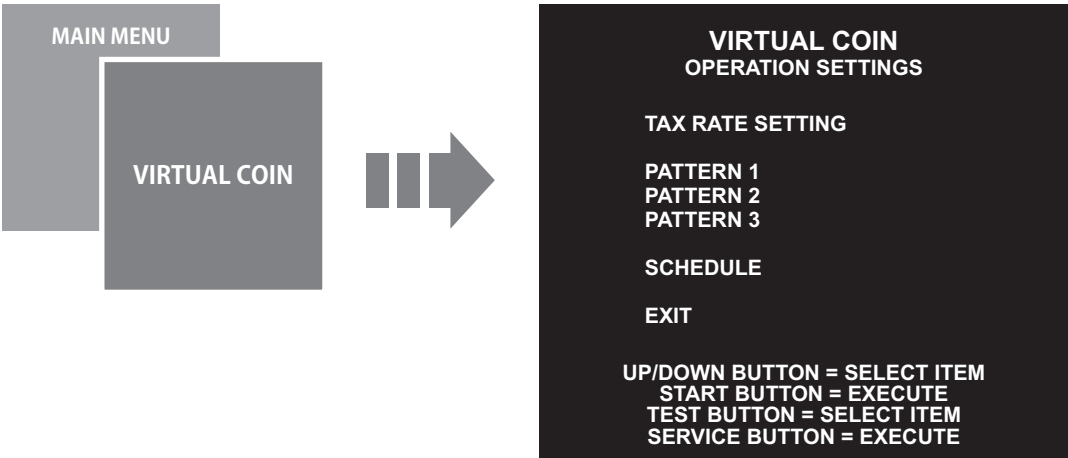 MAIN MENU
VIRTUAL COIN
VIRTUAL COIN
OPERATION SETTINGS
TAX RATE SETTING
PATTERN 1
PATTERN 2
PATTERN 3
SCHEDULE
EXIT
UP/DOWN BUTTON = SELECT ITEM
START BUTTON = EXECUTE
TEST BUTTON = SELECT ITEM
SERVICE BUTTON = EXECUTE